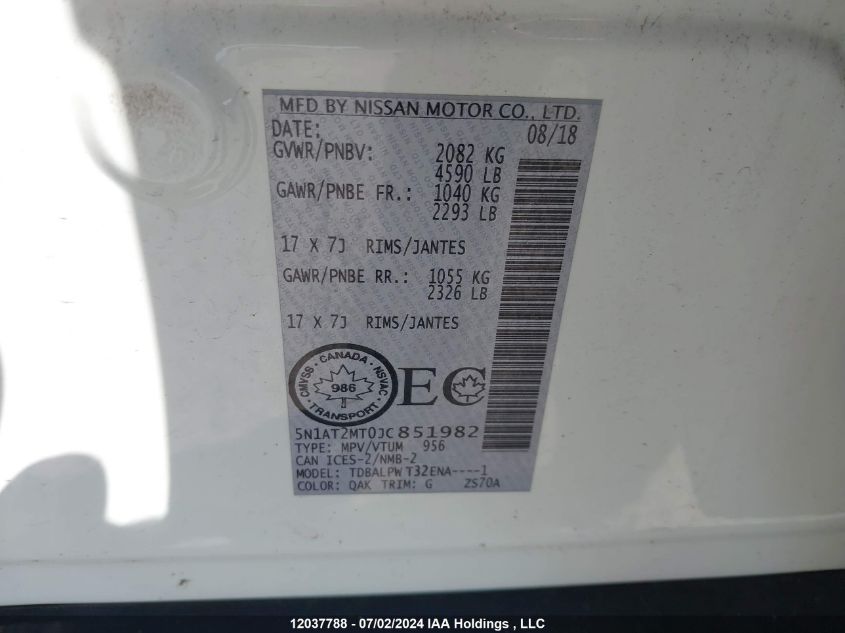 MFD BY NISSAN MOTOR CO., LTD.
DATE: 08/18
GVWR/PNBV: 2082 KG
4590 LB
GAWR/PNBE FR.: 1040 KG
2293 LB
17 X 7J RIMS/JANTES
GAWR/PNBE RR.: 1055 KG
2326 LB
17 X 7J RIMS/JANTES
CMVSS · CANADA · NSVAC
986
TRANSPORT
EC
5N1AT2MT0JC851982
TYPE: MPV/VTUM 956
CAN ICES-2/NMB-2
MODEL: TDBALPW T32ENA----1
COLOR: QAK TRIM: G ZS70A
12037788 - 07/02/2024 IAA Holdings , LLC